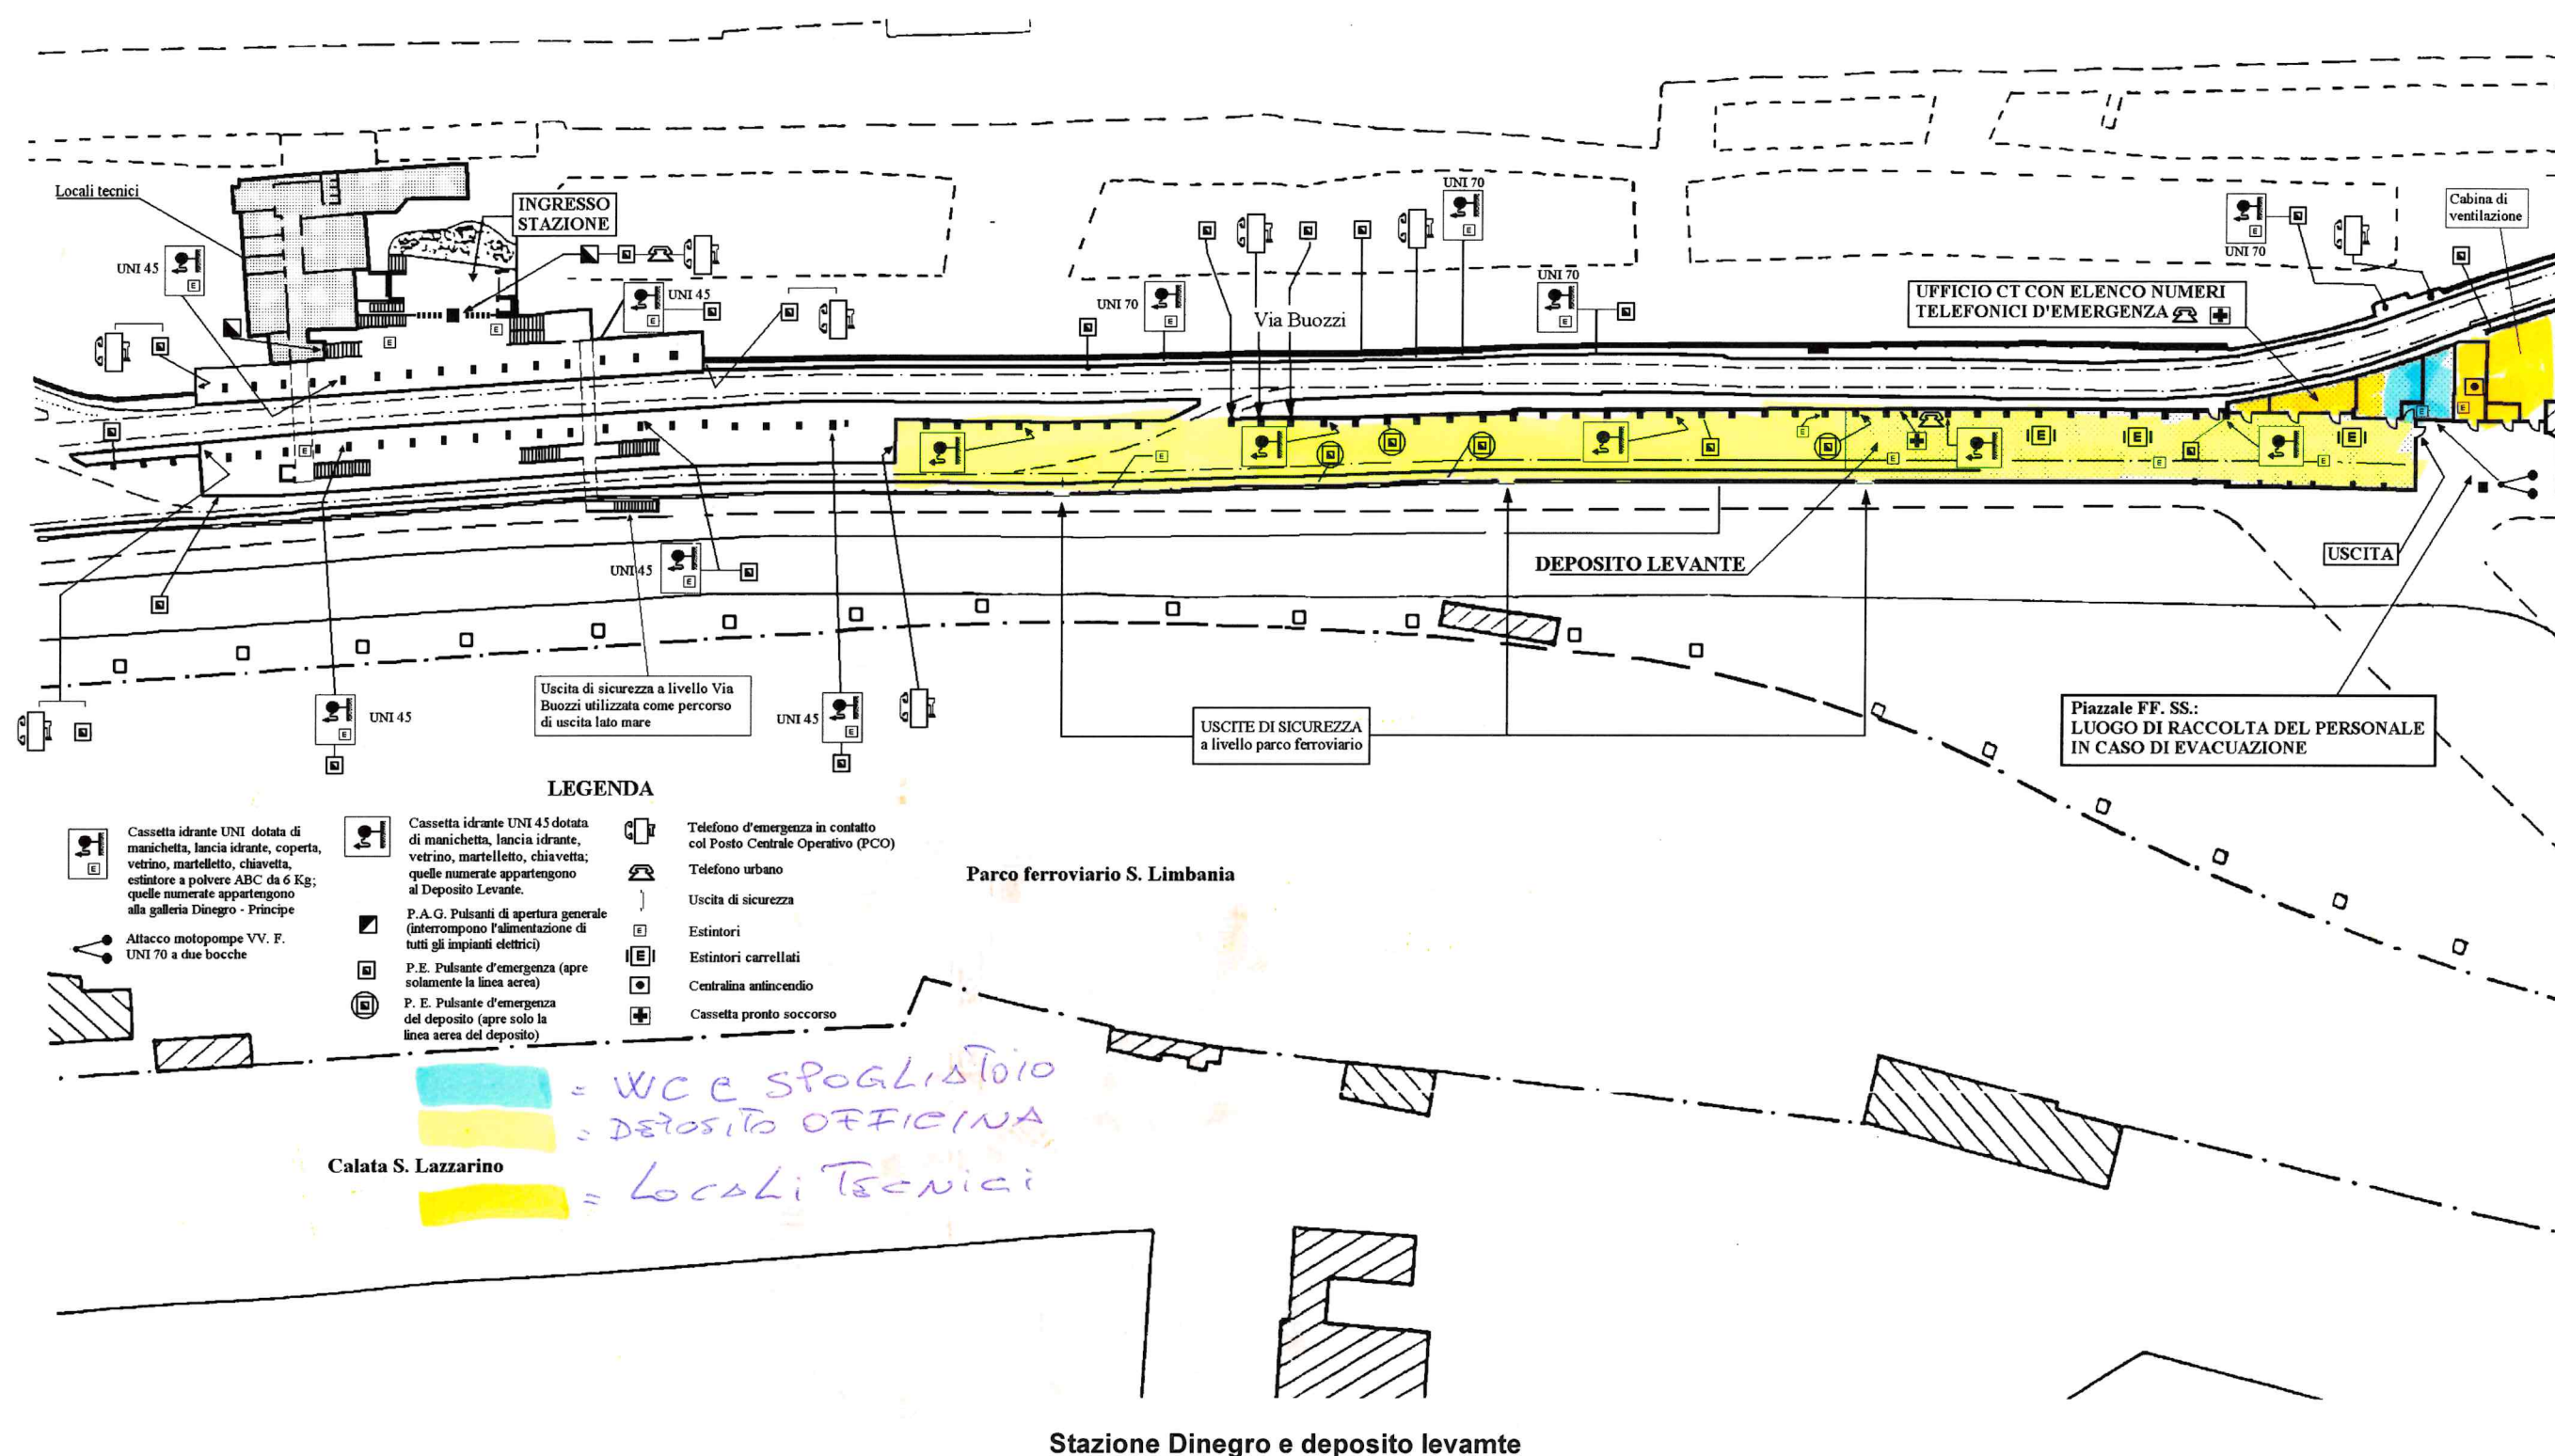 Locali tecnici
INGRESSO
STAZIONE
UNI 45
UNI 45
UNI 70
UNI 70
Via Buozzi
UNI 70
UNI 70
Cabina di
ventilazione
UFFICIO CT CON ELENCO NUMERI
TELEFONICI D'EMERGENZA
UNI 45
DEPOSITO LEVANTE
USCITA
UNI 45
Uscita di sicurezza a livello Via
Buozzi utilizzata come percorso
di uscita lato mare
UNI 45
USCITE DI SICUREZZA
a livello parco ferroviario
Piazzale FF. SS.:
LUOGO DI RACCOLTA DEL PERSONALE
IN CASO DI EVACUAZIONE
LEGENDA
Cassetta idrante UNI dotata di
manichetta, lancia idrante, coperta,
vetrino, martelletto, chiavetta,
estintore a polvere ABC da 6 Kg;
quelle numerate appartengono
alla galleria Dinegro - Principe
Attacco motopompe VV. F.
UNI 70 a due bocche
Cassetta idrante UNI 45 dotata
di manichetta, lancia idrante,
vetrino, martelletto, chiavetta;
quelle numerate appartengono
al Deposito Levante.
P.A.G. Pulsanti di apertura generale
(interrompono l'alimentazione di
tutti gli impianti elettrici)
P.E. Pulsante d'emergenza (apre
solamente la linea aerea)
P. E. Pulsante d'emergenza
del deposito (apre solo la
linea aerea del deposito)
Telefono d'emergenza in contatto
col Posto Centrale Operativo (PCO)
Telefono urbano
Uscita di sicurezza
E Estintori
E Estintori carrellati
Centralina antincendio
Cassetta pronto soccorso
Parco ferroviario S. Limbania
= WC e SPOGLIATOIO
= DEPOSITO OFFICINA
Calata S. Lazzarino
= LOCALI TECNICI
Stazione Dinegro e deposito levamte